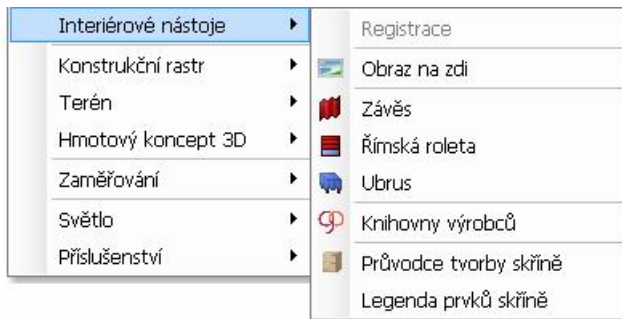 Interiérové nástoje
Konstrukční rastr
Terén
Hmotový koncept 3D
Zaměřování
Světlo
Příslušenství
Registrace
Obraz na zdi
Závěs
Římská roleta
Ubrus
Knihovny výrobců
Průvodce tvorby skříně
Legenda prvků skříně